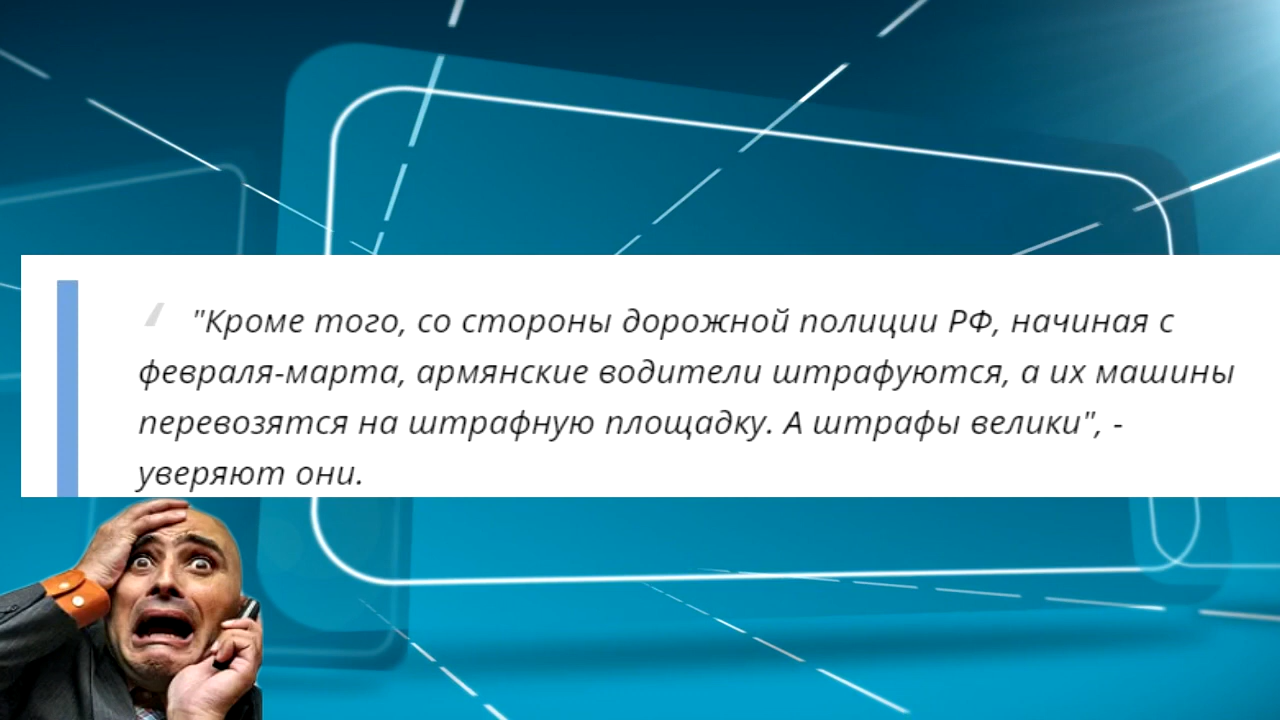 "Кроме того, со стороны дорожной полиции РФ, начиная с
февраля-марта, армянские водители штрафуются, а их машины
перевозятся на штрафную площадку. А штрафы велики", -
уверяют они.